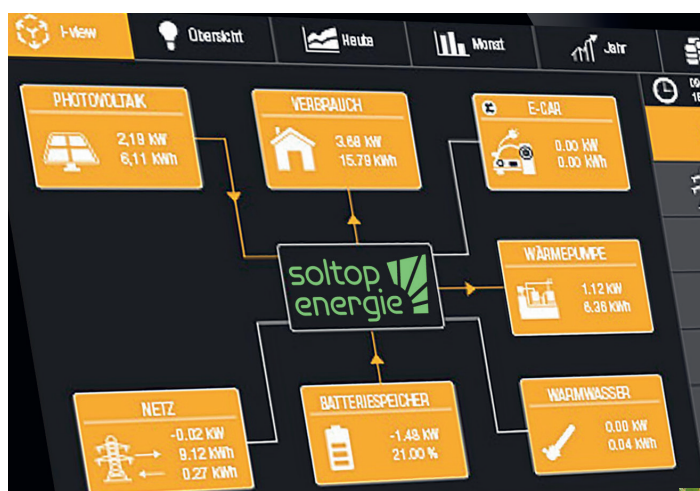 i-view
Übersicht
Heute
Monat
Jahr
PHOTOVOLTAIK
2,18 kW
6,11 kWh
VERBRAUCH
3.68 kW
15.79 kWh
E-CAR
0.00 kW
0.00 kWh
soltop
energie
WÄRMEPUMPE
1.12 kW
6.36 kWh
NETZ
-0.02 kW
9.12 kWh
0.27 kWh
BATTERIESPEICHER
-1.48 kW
21.00 %
WARMWASSER
0.00 kW
0.04 kWh